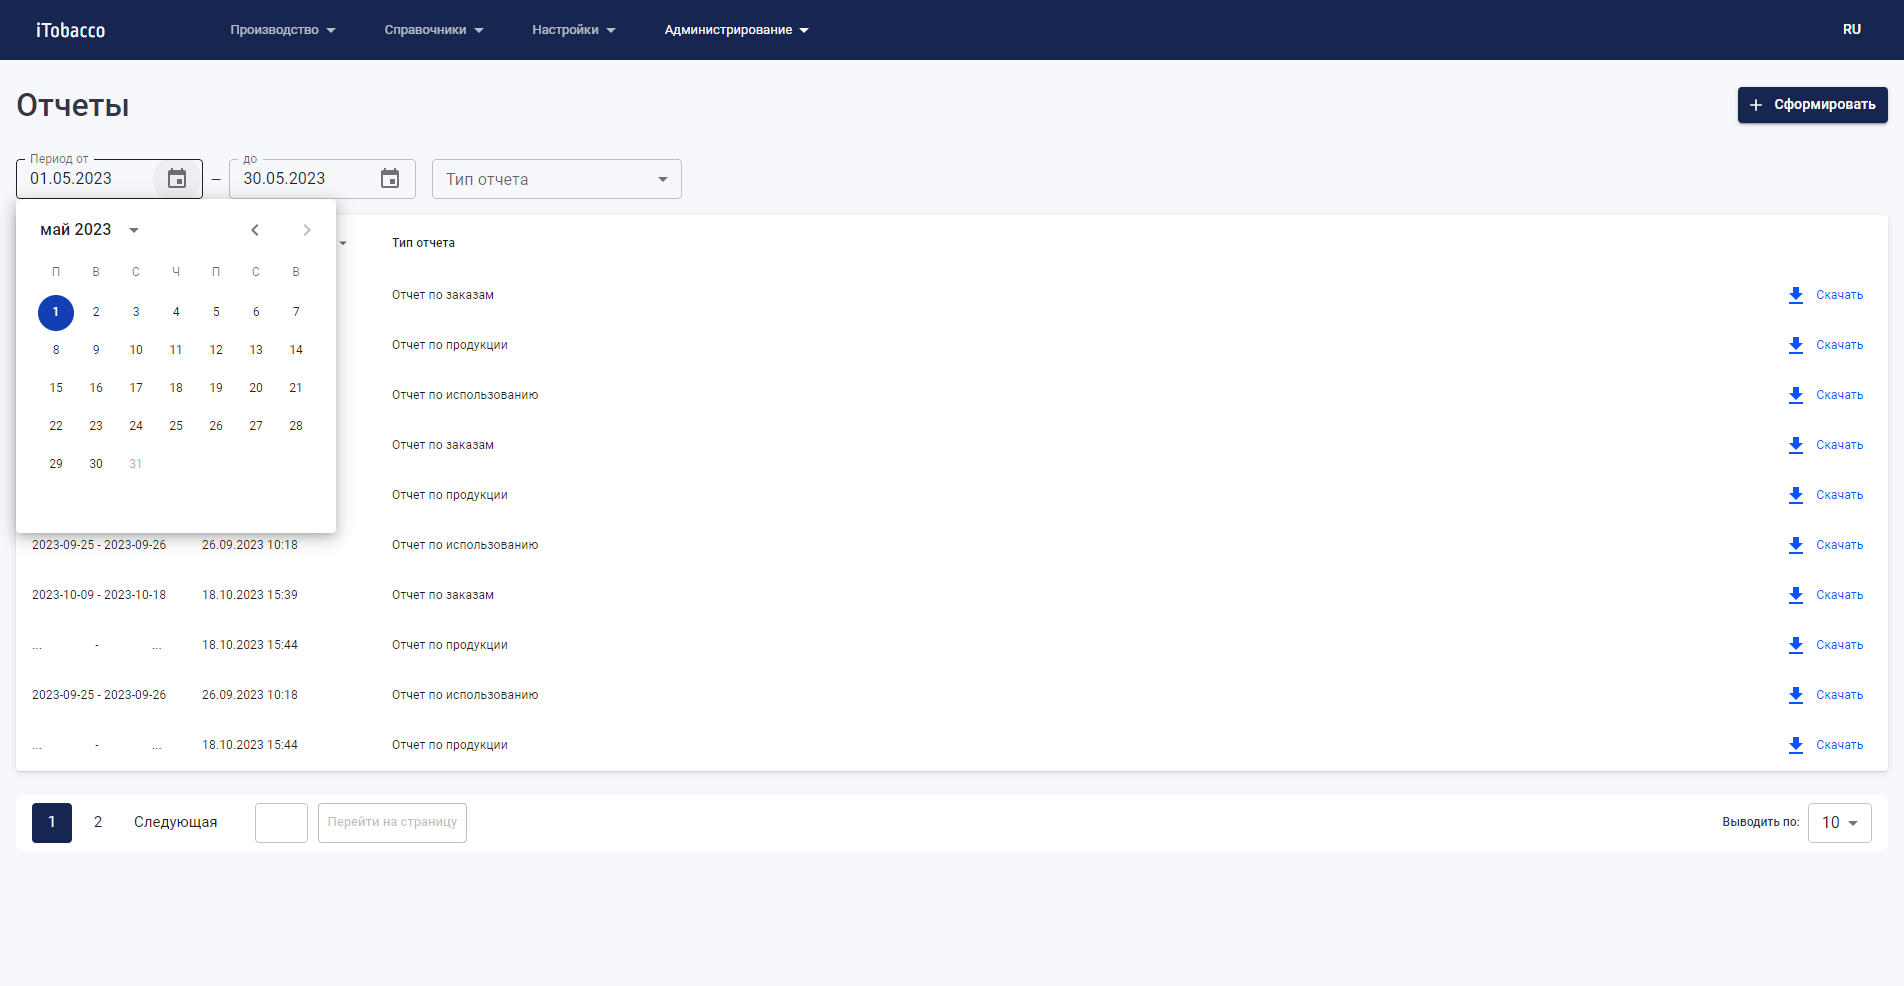 iTobacco Производство Справочники Настройки Администрирование RU
Отчеты
+ Сформировать
Период от
до
01.05.2023 – 30.05.2023 Тип отчета
май 2023
П В С Ч П С В
1 2 3 4 5 6 7
8 9 10 11 12 13 14
15 16 17 18 19 20 21
22 23 24 25 26 27 28
29 30 31
Тип отчета
Отчет по заказам Скачать
Отчет по продукции Скачать
Отчет по использованию Скачать
Отчет по заказам Скачать
Отчет по продукции Скачать
2023-09-25 - 2023-09-26 26.09.2023 10:18 Отчет по использованию Скачать
2023-10-09 - 2023-10-18 18.10.2023 15:39 Отчет по заказам Скачать
... - ... 18.10.2023 15:44 Отчет по продукции Скачать
2023-09-25 - 2023-09-26 26.09.2023 10:18 Отчет по использованию Скачать
... - ... 18.10.2023 15:44 Отчет по продукции Скачать
1 2 Следующая Перейти на страницу Выводить по: 10